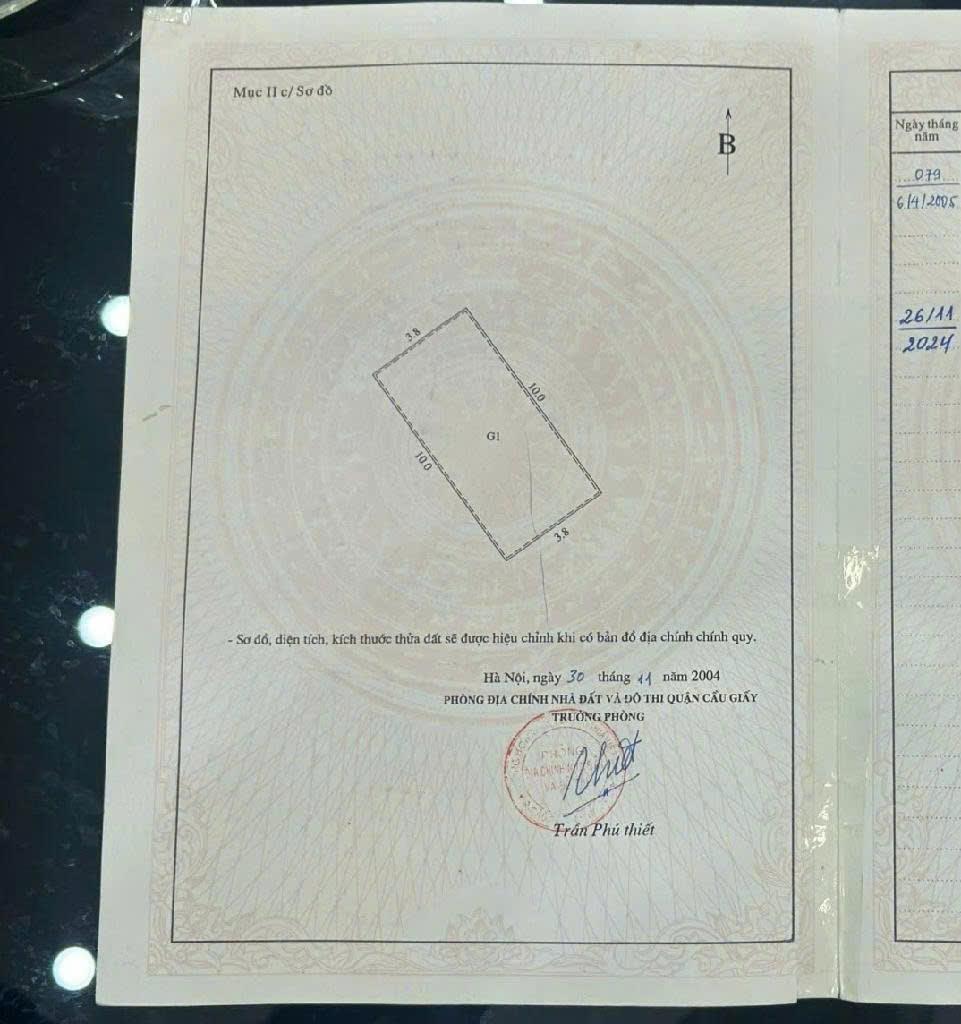 Mục II c/ Sơ đồ
B
3.8
10.0
G1
10.0
3.8
- Sơ đồ, diện tích, kích thước thửa đất sẽ được hiệu chỉnh khi có bản đồ địa chính chính quy.
Hà Nội, ngày 30 tháng 11 năm 2004
PHÒNG ĐỊA CHÍNH NHÀ ĐẤT VÀ ĐÔ THỊ QUẬN CẦU GIẤY
TRƯỞNG PHÒNG
PHÒNG
Trần Phú thiết
Ngày tháng
năm
079
6/4/2005
26/11
2024